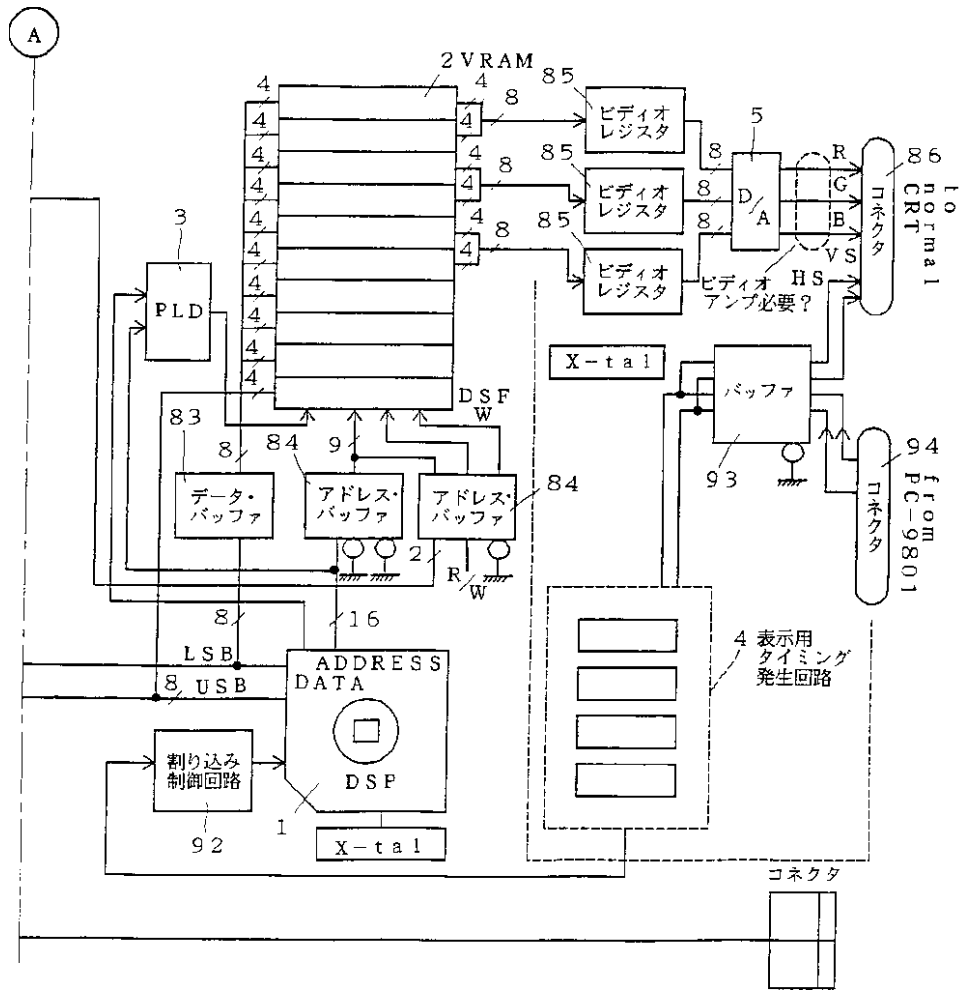 A
2 VRAM
4
4
4
4
4
4
4
4
4
4
4
4
8
4
4
8
4
4
8
85
ビディオ
レジスタ
85
ビディオ
レジスタ
85
ビディオ
レジスタ
8
8
8
5
D/A
R
G
B
VS
HS
コネクタ
86
to normal CRT
ビディオ
アンプ必要？
3
PLD
X-tal
バッファ
93
94
コネクタ
from PC-9801
DSF
W
9
8
83
データ・
バッファ
84
アドレス・
バッファ
アドレス・
バッファ
84
2
R/W
8
16
LSB
8 USB
ADDRESS
DATA
DSP
1
X-tal
割り込み
制御回路
92
4 表示用
タイミング
発生回路
コネクタ